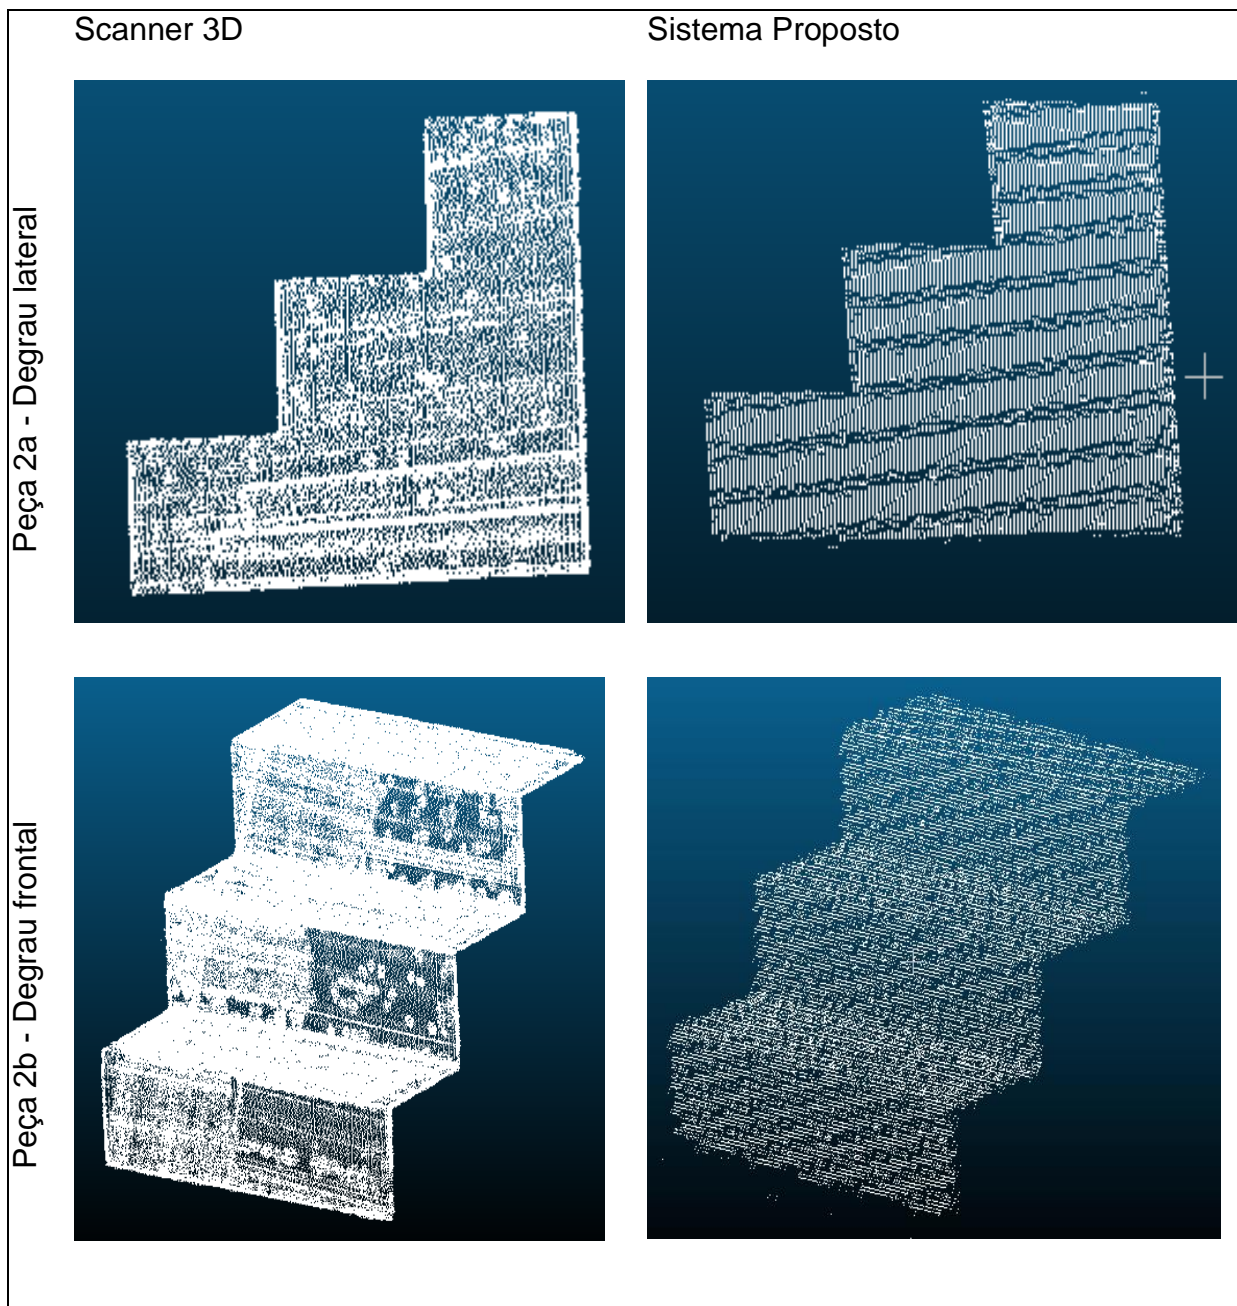 Scanner 3D
Sistema Proposto
Peça 2a - Degrau lateral
Peça 2b - Degrau frontal